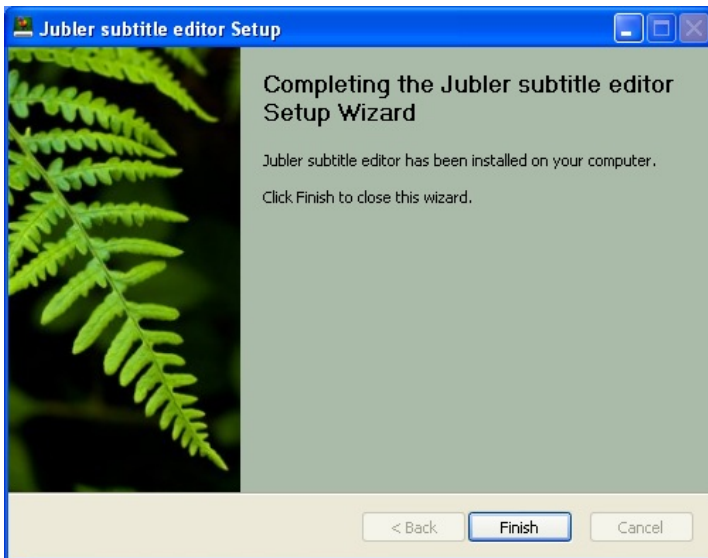 Jubler subtitle editor Setup
Completing the Jubler subtitle editor
Setup Wizard
Jubler subtitle editor has been installed on your computer.
Click Finish to close this wizard.
< Back
Finish
Cancel